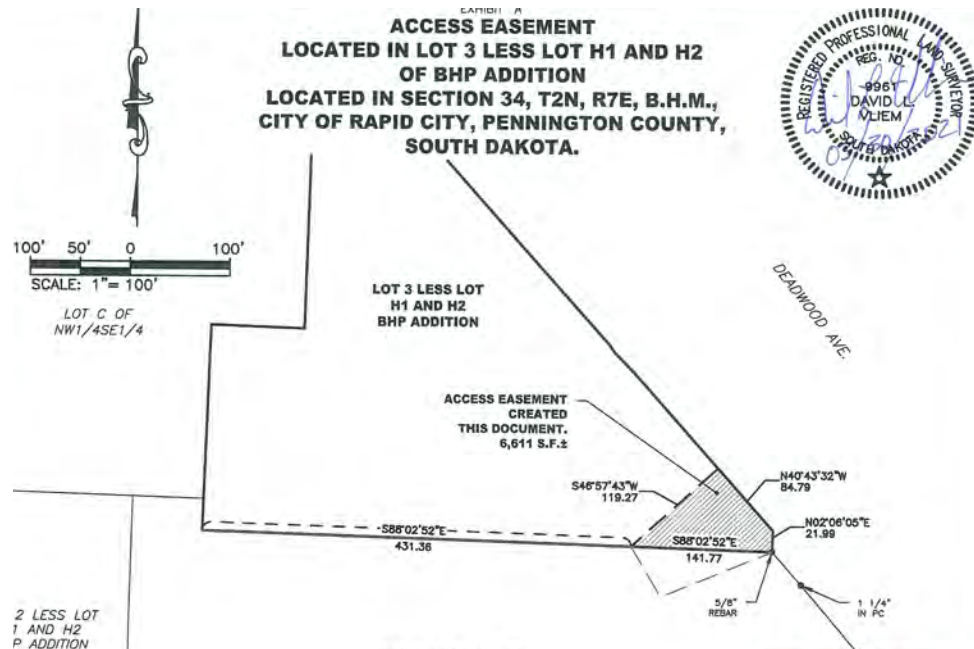 EXHIBIT A
ACCESS EASEMENT
LOCATED IN LOT 3 LESS LOT H1 AND H2
OF BHP ADDITION
LOCATED IN SECTION 34, T2N, R7E, B.H.M.,
CITY OF RAPID CITY, PENNINGTON COUNTY,
SOUTH DAKOTA.
REGISTERED PROFESSIONAL LAND SURVEYOR
REG. NO.
9961
DAVID L.
VLIEM
SOUTH DAKOTA
100' 50' 0 100'
SCALE: 1"= 100'
LOT C OF
NW1/4SE1/4
LOT 3 LESS LOT
H1 AND H2
BHP ADDITION
DEADWOOD AVE.
ACCESS EASEMENT
CREATED
THIS DOCUMENT.
6,611 S.F.±
S46°57'43"W
119.27
N40°43'32"W
84.79
N02°06'05"E
21.99
S88°02'52"E
431.36
S88°02'52"E
141.77
5/8"
REBAR
1 1/4"
IN PC
2 LESS LOT
1 AND H2
P ADDITION